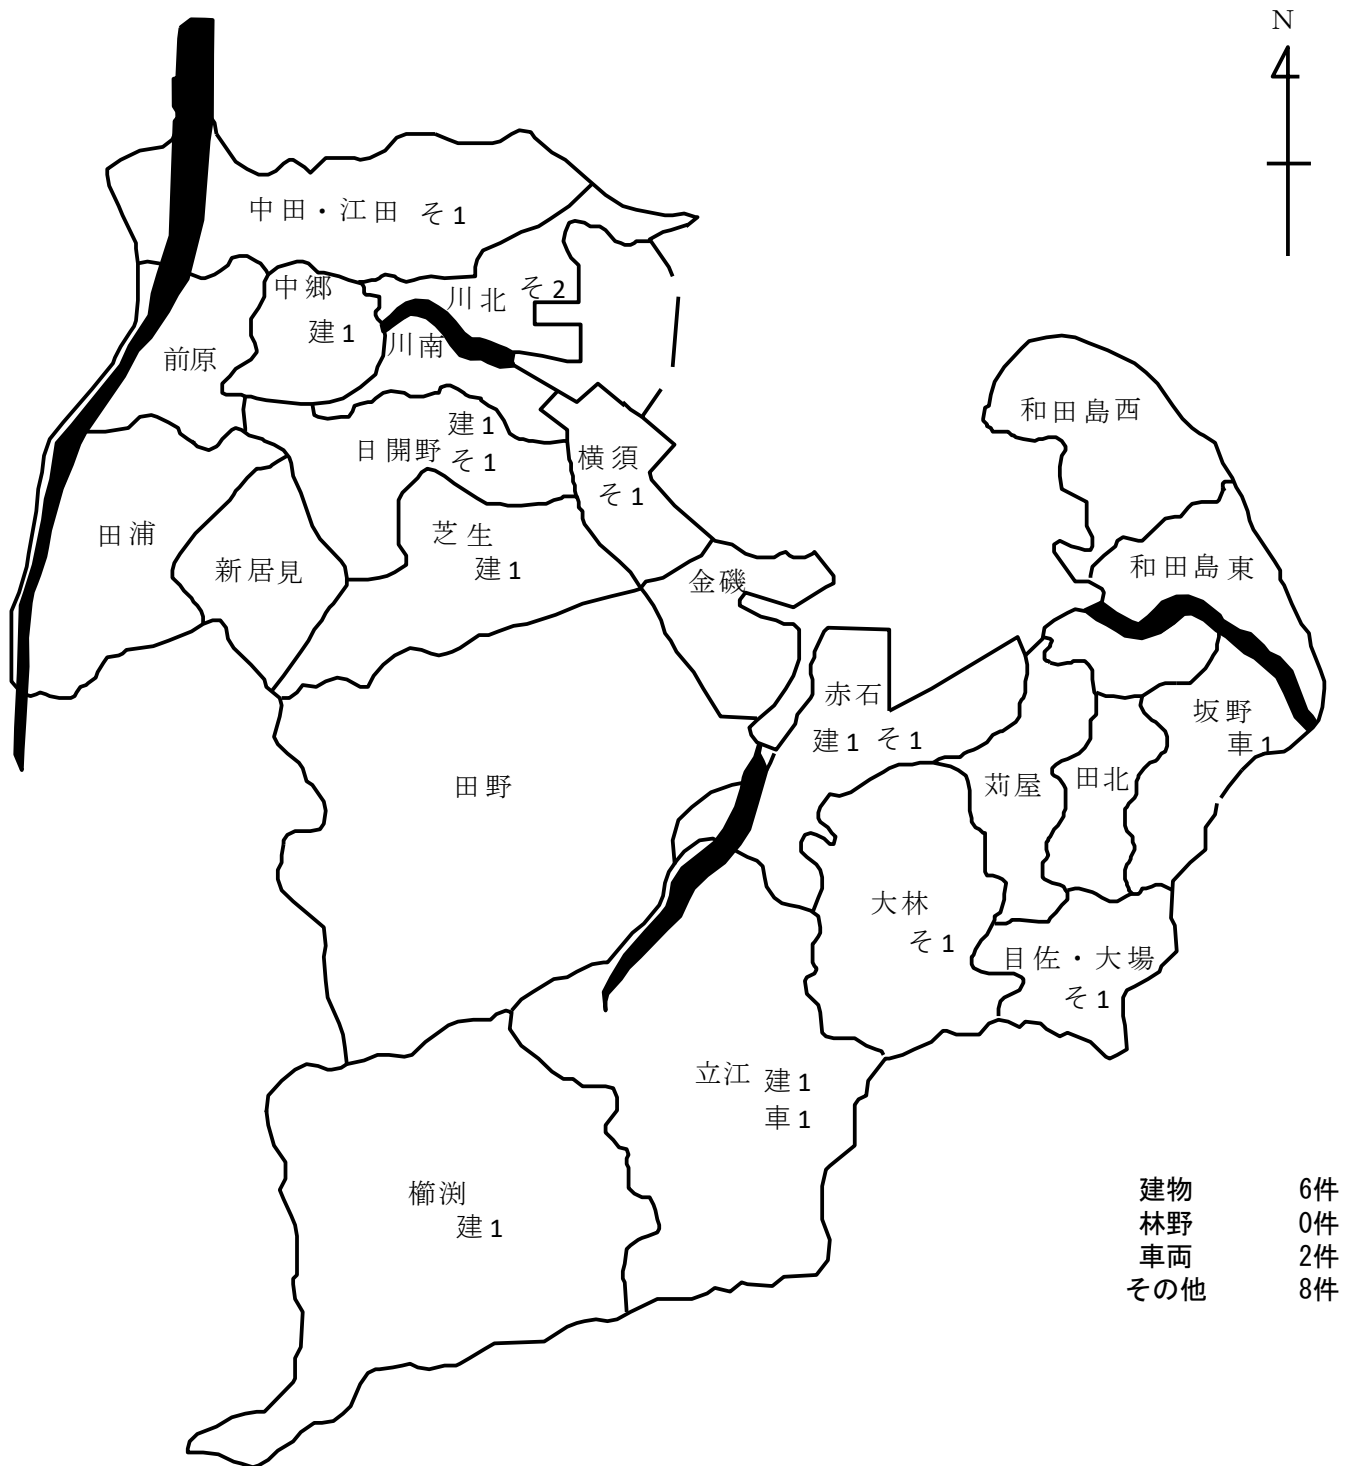 N
中田・江田 そ1
中郷
建1
川北 そ2
川南
前原
建1
日開野 そ1
横須
そ1
田浦
芝生
建1
新居見
金磯
和田島西
和田島東
赤石
建1 そ1
坂野
車1
田野
苅屋
田北
大林
そ1
目佐・大場
そ1
立江 建1
車1
櫛渕
建1
建物 6件
林野 0件
車両 2件
その他 8件